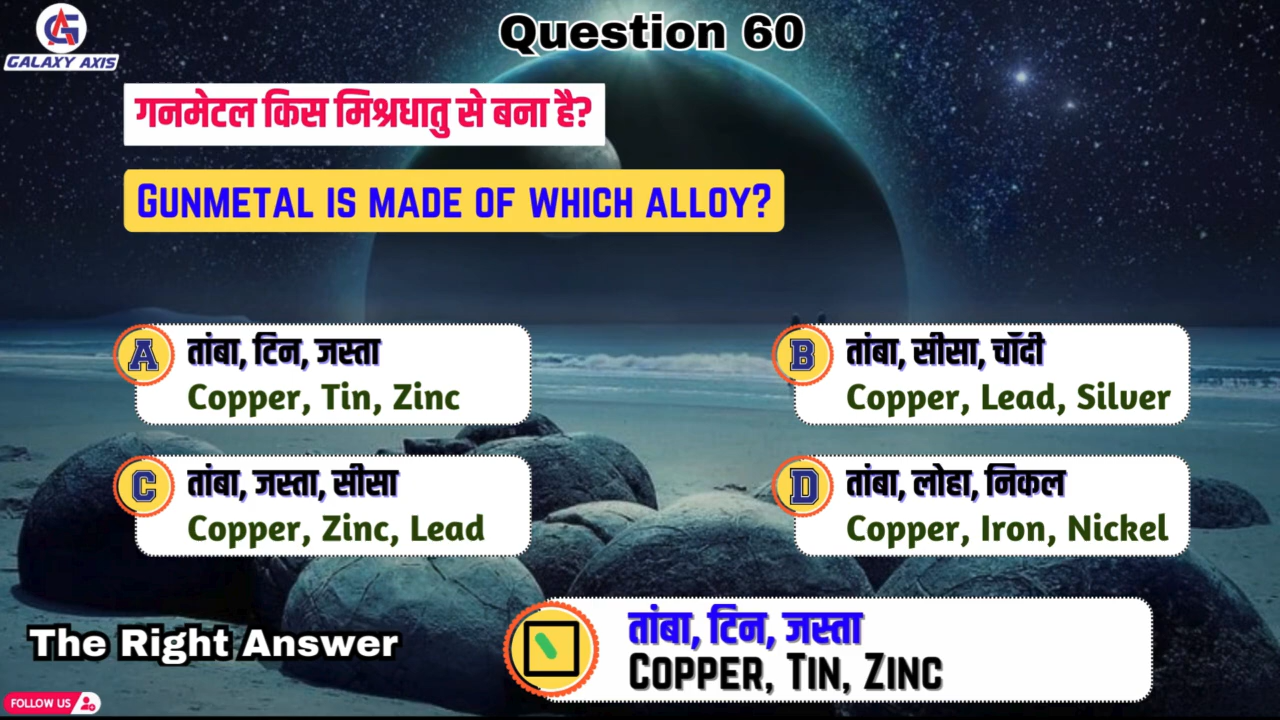 GALAXY AXIS
Question 60
गनमेटल किस मिश्रधातु से बना है?
GUNMETAL IS MADE OF WHICH ALLOY?
A
तांबा, टिन, जस्ता
Copper, Tin, Zinc
B
तांबा, सीसा, चाँदी
Copper, Lead, Silver
C
तांबा, जस्ता, सीसा
Copper, Zinc, Lead
D
तांबा, लोहा, निकल
Copper, Iron, Nickel
The Right Answer
तांबा, टिन, जस्ता
COPPER, TIN, ZINC
FOLLOW US